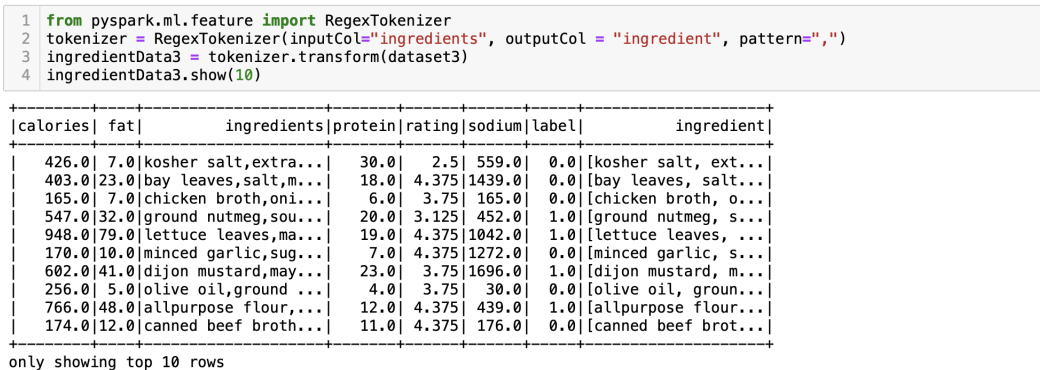 1 from pyspark.ml.feature import RegexTokenizer
2 tokenizer = RegexTokenizer(inputCol="ingredients", outputCol = "ingredient", pattern=",")
3 ingredientData3 = tokenizer.transform(dataset3)
4 ingredientData3.show(10)
+--------+----+--------------------+-------+------+------+-----+--------------------+
|calories| fat|         ingredients|protein|rating|sodium|label|          ingredient|
+--------+----+--------------------+-------+------+------+-----+--------------------+
|   426.0| 7.0|kosher salt,extra...|   30.0|   2.5| 559.0|  0.0|[kosher salt, ext...|
|   403.0|23.0|bay leaves,salt,m...|   18.0| 4.375|1439.0|  0.0|[bay leaves, salt...|
|   165.0| 7.0|chicken broth,oni...|    6.0|  3.75| 165.0|  0.0|[chicken broth, o...|
|   547.0|32.0|ground nutmeg,sou...|   20.0| 3.125| 452.0|  1.0|[ground nutmeg, s...|
|   948.0|79.0|lettuce leaves,ma...|   19.0| 4.375|1042.0|  1.0|[lettuce leaves, ...|
|   170.0|10.0|minced garlic,sug...|    7.0| 4.375|1272.0|  0.0|[minced garlic, s...|
|   602.0|41.0|dijon mustard,may...|   23.0|  3.75|1696.0|  1.0|[dijon mustard, m...|
|   256.0| 5.0|olive oil,ground ...|    4.0|  3.75|  30.0|  0.0|[olive oil, groun...|
|   766.0|48.0|allpurpose flour,...|   12.0| 4.375| 439.0|  1.0|[allpurpose flour...|
|   174.0|12.0|canned beef broth...|   11.0| 4.375| 176.0|  0.0|[canned beef brot...|
+--------+----+--------------------+-------+------+------+-----+--------------------+
only showing top 10 rows